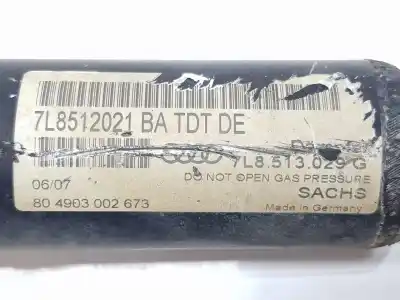 7L8512021 BA TDT DE
7L8.513.029 G
06/07
DO NOT OPEN GAS PRESSURE
SACHS
80 4903 002 673
Made in Germany